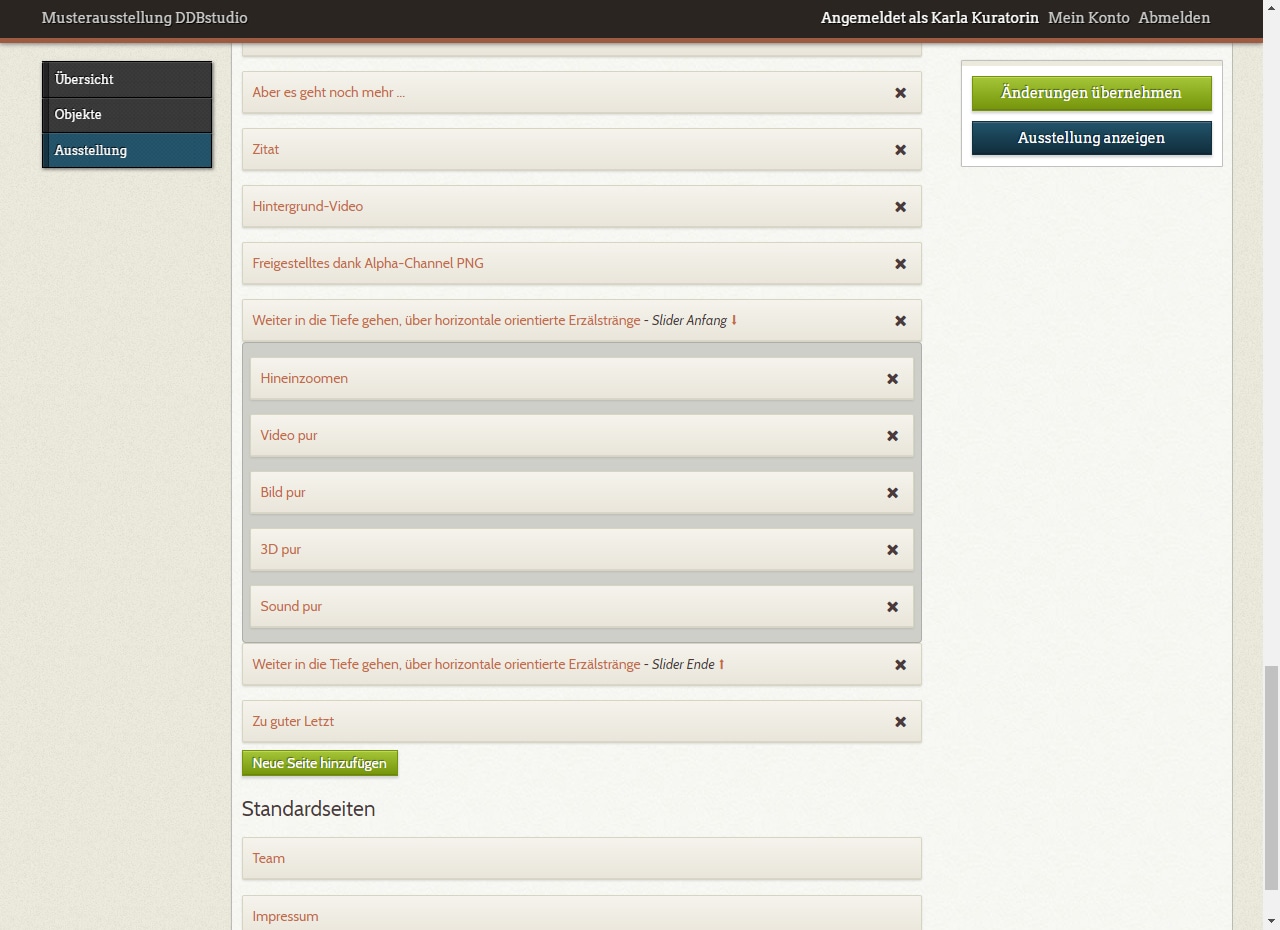 Musterausstellung DDBstudio
Angemeldet als Karla Kuratorin Mein Konto Abmelden
Übersicht
Objekte
Ausstellung
Aber es geht noch mehr ...
Zitat
Hintergrund-Video
Freigestelltes dank Alpha-Channel PNG
Weiter in die Tiefe gehen, über horizontale orientierte Erzälstränge - Slider Anfang
Hineinzoomen
Video pur
Bild pur
3D pur
Sound pur
Weiter in die Tiefe gehen, über horizontale orientierte Erzälstränge - Slider Ende
Zu guter Letzt
Neue Seite hinzufügen
Standardseiten
Team
Impressum
Änderungen übernehmen
Ausstellung anzeigen